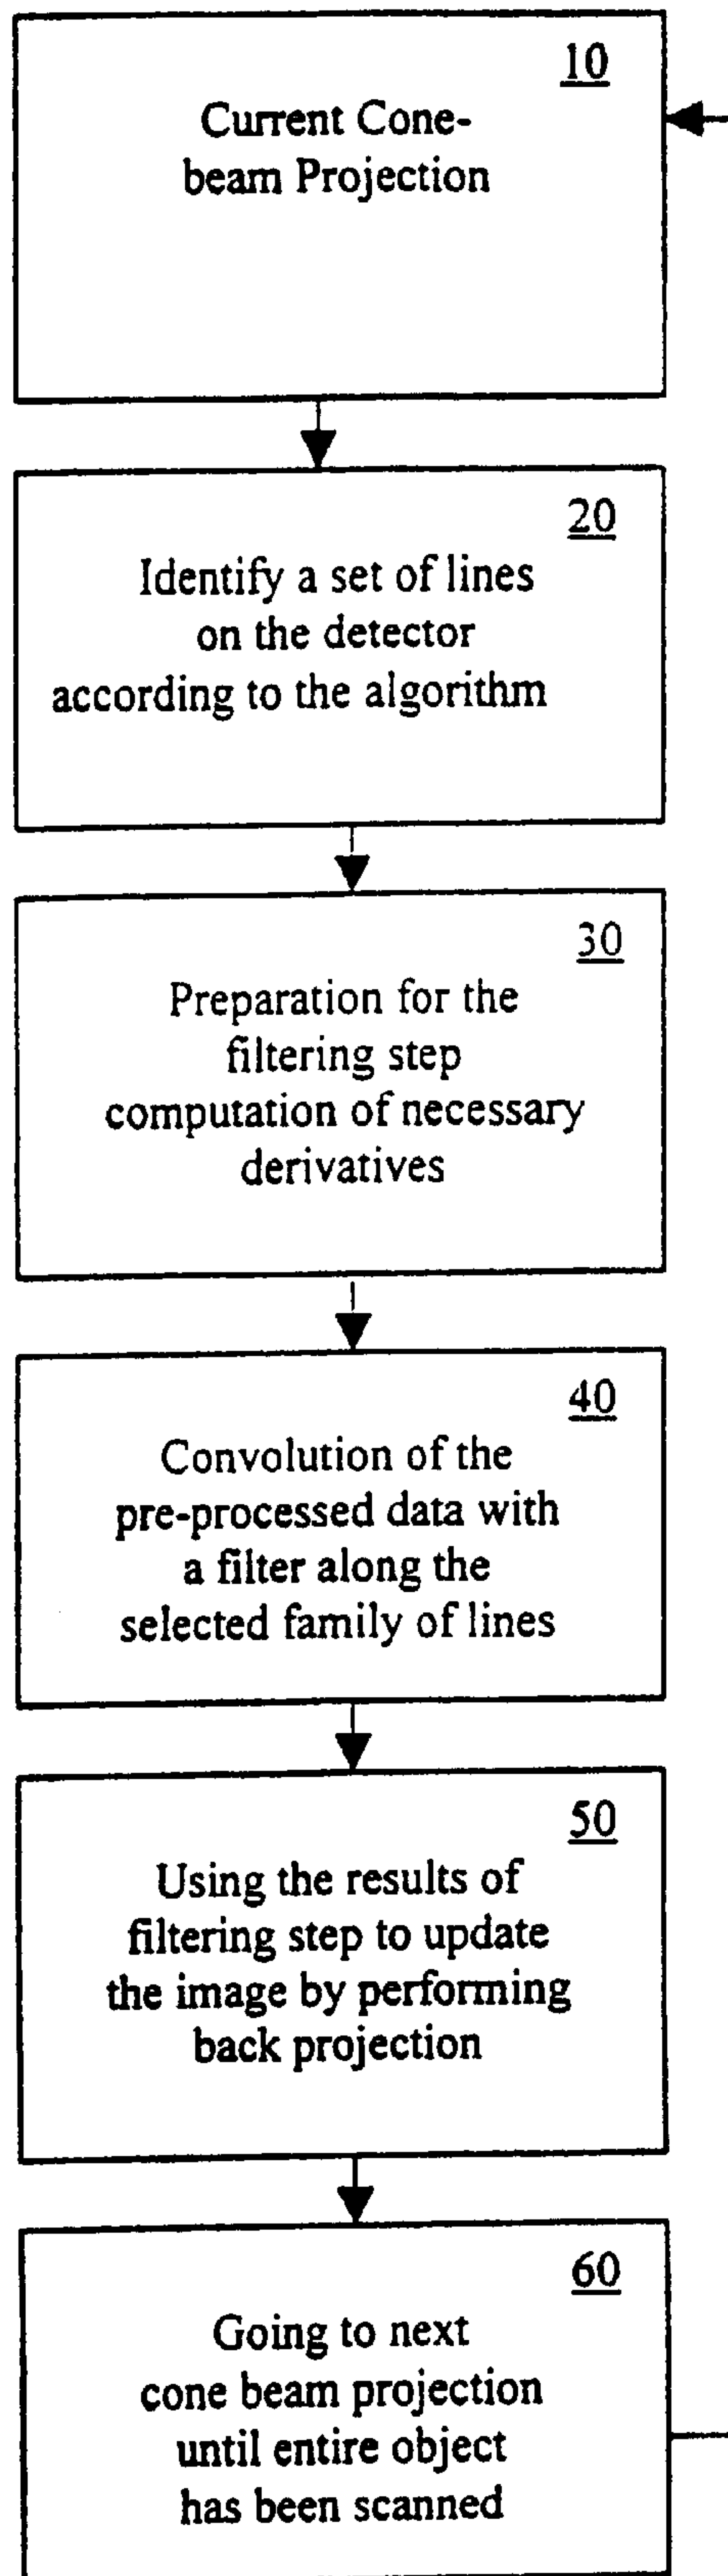 10
Current Cone-
beam Projection
20
Identify a set of lines
on the detector
according to the algorithm
30
Preparation for the
filtering step
computation of necessary
derivatives
40
Convolution of the
pre-processed data with
a filter along the
selected family of lines
50
Using the results of
filtering step to update
the image by performing
back projection
60
Going to next
cone beam projection
until entire object
has been scanned